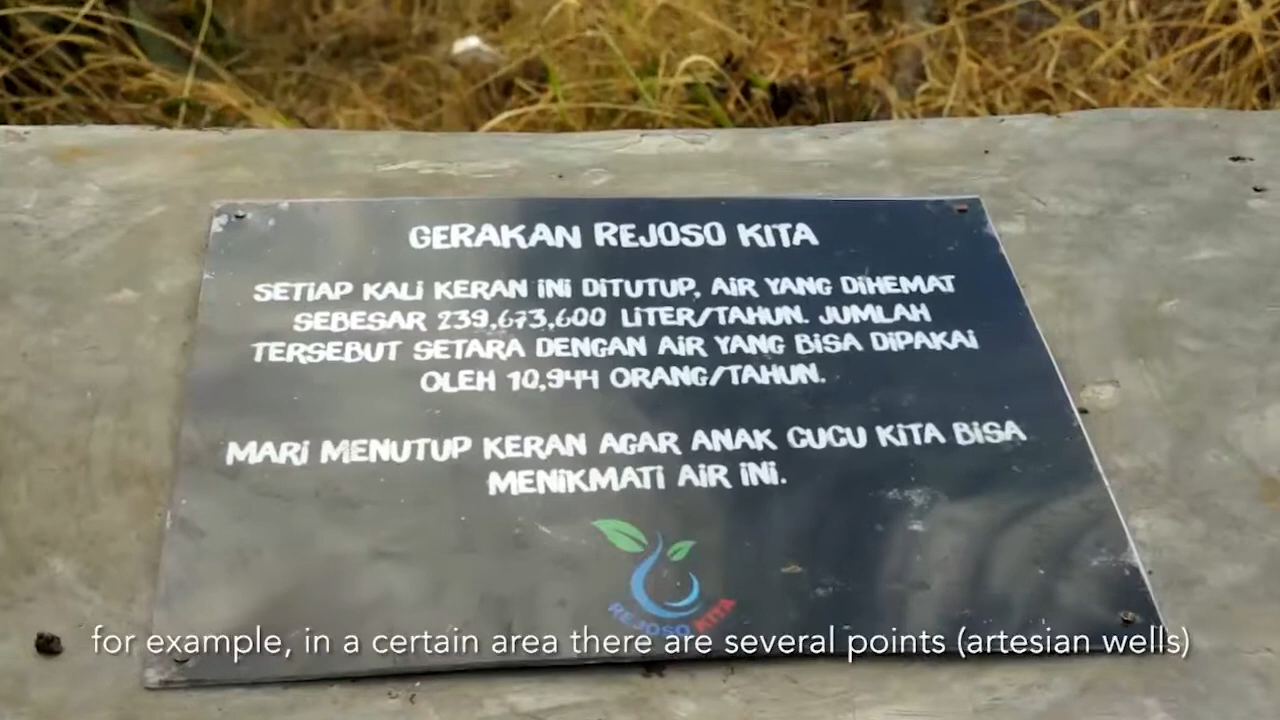 GERAKAN REJOSO KITA
SETIAP KALI KERAN INI DITUTUP, AIR YANG DIHEMAT
SEBESAR 239,673,600 LITER/TAHUN. JUMLAH
TERSEBUT SETARA DENGAN AIR YANG BISA DIPAKAI
OLEH 10,944 ORANG/TAHUN.
MARI MENUTUP KERAN AGAR ANAK CUCU KITA BISA
MENIKMATI AIR INI.
REJOSO KITA
for example, in a certain area there are several points (artesian wells)